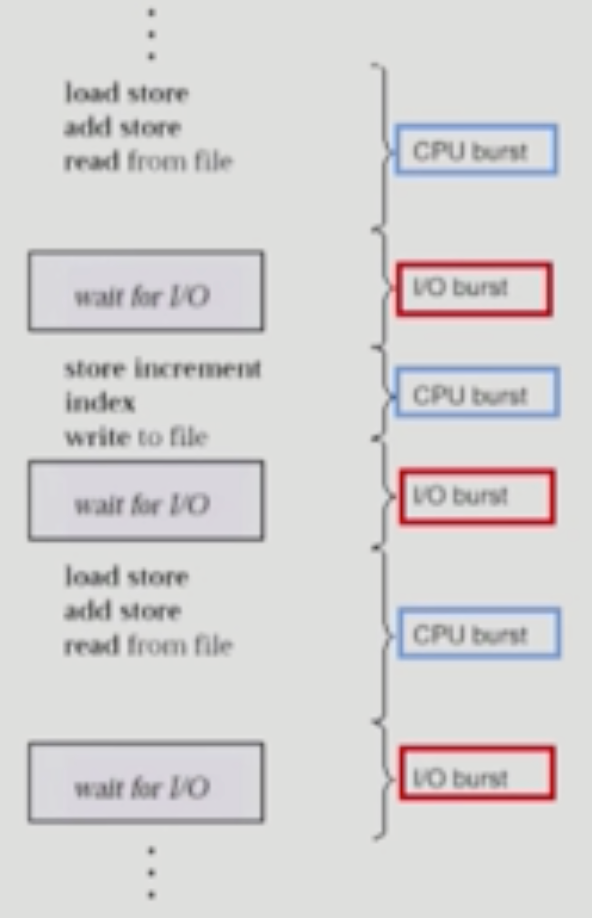 load store
add store
read from file
CPU burst
wait for I/O
I/O burst
store increment
index
write to file
CPU burst
wait for I/O
I/O burst
load store
add store
read from file
CPU burst
wait for I/O
I/O burst